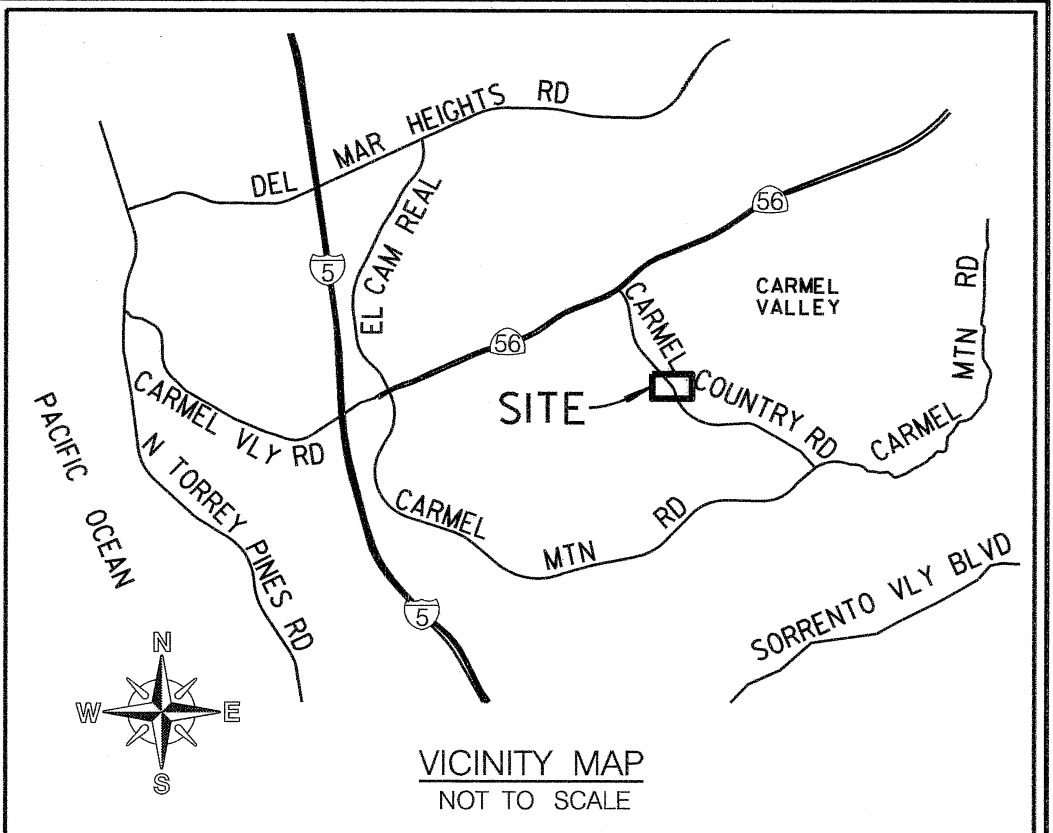 DEL MAR HEIGHTS RD
5
EL CAM REAL
56
56
CARMEL
VALLEY
CARMEL MTN RD
CARMEL COUNTRY RD
SITE
CARMEL VLY RD
PACIFIC OCEAN
N TORREY PINES RD
CARMEL MTN RD
5
SORRENTO VLY BLVD
N
W E
S
VICINITY MAP
NOT TO SCALE